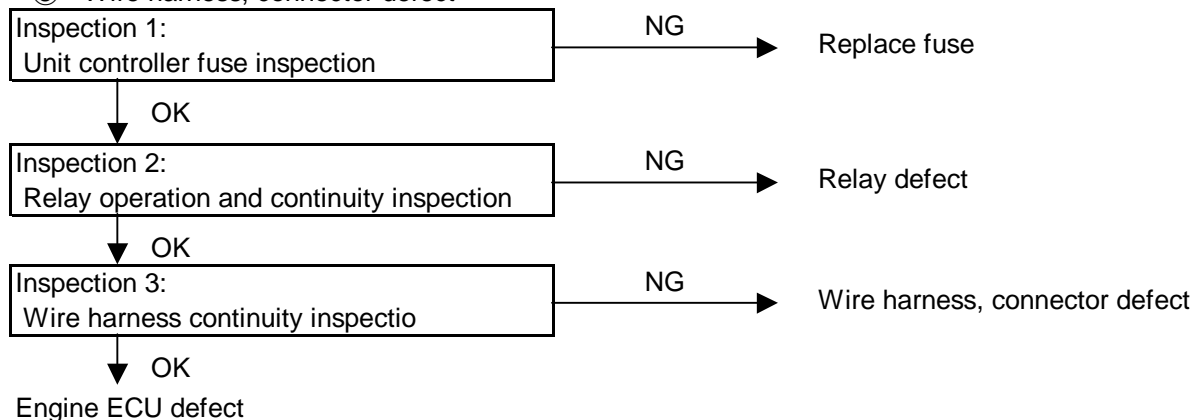 Wire harness, connector defect
Inspection 1:
NG
Replace fuse
Unit controller fuse inspection
OK
Inspection 2:
NG
Relay defect
Relay operation and continuity inspection
OK
Inspection 3:
NG
Wire harness, connector defect
Wire harness continuity inspectio
OK
Engine ECU defect